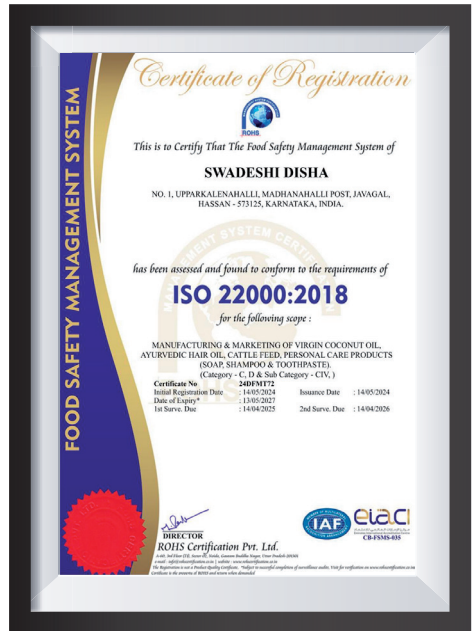 Certificate of Registration
ROHS
This is to Certify That The Food Safety Management System of
SWADESHI DISHA
NO. 1, UPPARKALENAHALLI, MADHANAHALLI POST, JAVAGAL,
HASSAN - 573125, KARNATAKA, INDIA.
has been assessed and found to conform to the requirements of
ISO 22000:2018
for the following scope :
MANUFACTURING & MARKETING OF VIRGIN COCONUT OIL,
AYURVEDIC HAIR OIL, CATTLE FEED, PERSONAL CARE PRODUCTS
(SOAP, SHAMPOO & TOOTHPASTE).
(Category - C, D & Sub Category - CIV, )
Certificate No 24DFMT72
Initial Registration Date : 14/05/2024 Issuance Date : 14/05/2024
Date of Expiry* : 13/05/2027
1st Surve. Due : 14/04/2025 2nd Surve. Due : 14/04/2026
FOOD SAFETY MANAGEMENT SYSTEM
DIRECTOR
ROHS Certification Pvt. Ltd.
IAF
eiaci
CB-FSMS-035